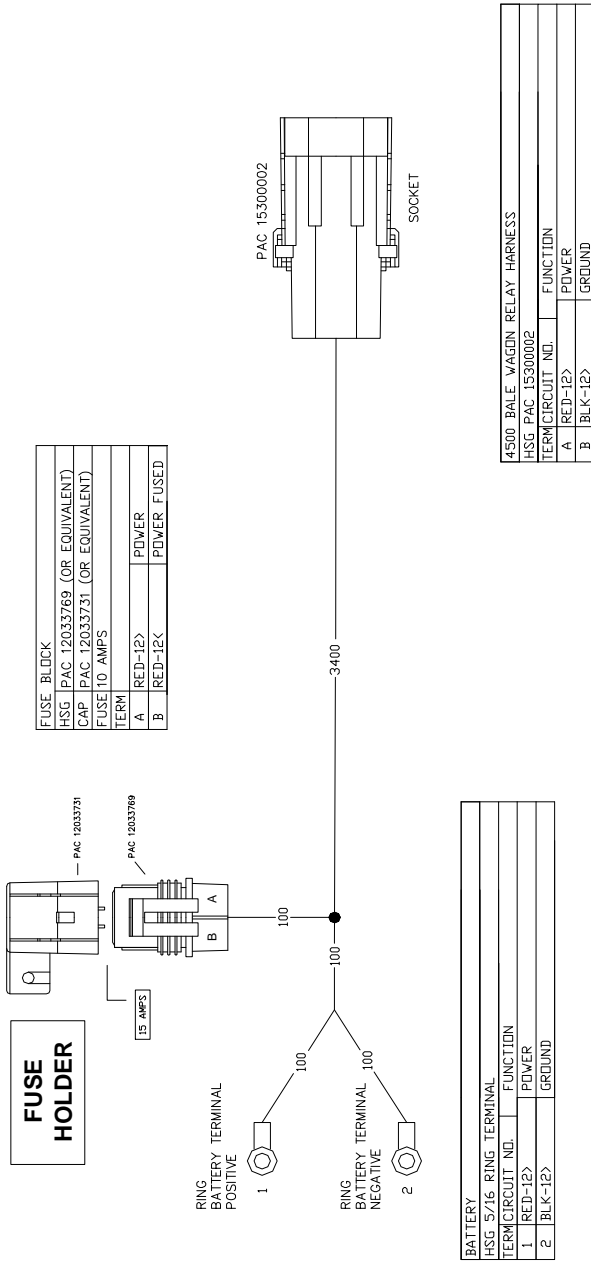 FUSE
HOLDER
15 AMPS
PAC 12033731
PAC 12033769
B A
FUSE BLOCK
HSG PAC 12033769 (OR EQUIVALENT)
CAP PAC 12033731 (OR EQUIVALENT)
FUSE 10 AMPS
TERM
A RED-12> POWER
B RED-12< POWER FUSED
RING
BATTERY TERMINAL
POSITIVE
1
RING
BATTERY TERMINAL
NEGATIVE
2
100
100
100
100
3400
PAC 15300002
SOCKET
BATTERY
HSG 5/16 RING TERMINAL
TERM CIRCUIT NO. FUNCTION
1 RED-12> POWER
2 BLK-12> GROUND
4500 BALE WAGON RELAY HARNESS
HSG PAC 15300002
TERM CIRCUIT NO. FUNCTION
A RED-12> POWER
B BLK-12> GROUND